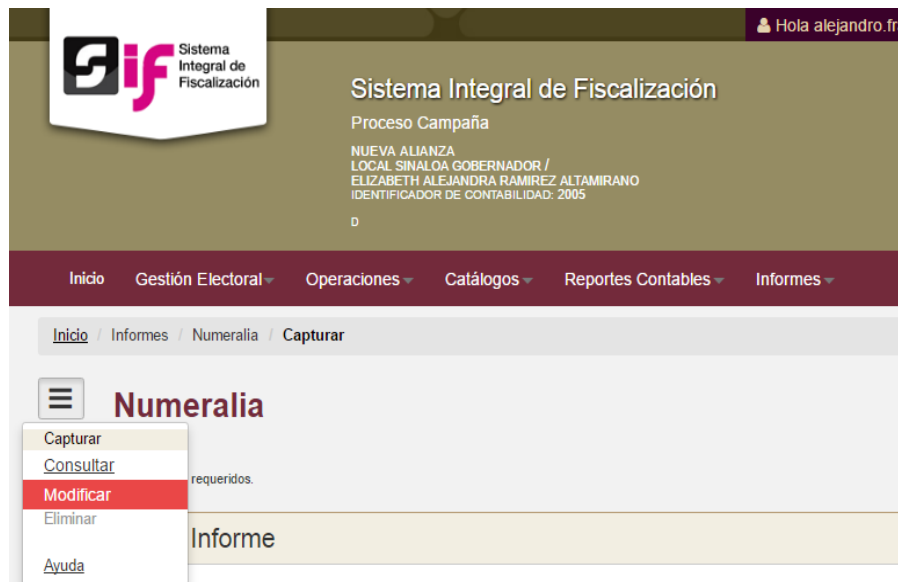 Hola alejandro.fr
Sif Sistema
Integral de
Fiscalización
Sistema Integral de Fiscalización
Proceso Campaña
NUEVA ALIANZA
LOCAL SINALOA GOBERNADOR /
ELIZABETH ALEJANDRA RAMIREZ ALTAMIRANO
IDENTIFICADOR DE CONTABILIDAD: 2005
D
Inicio Gestión Electoral Operaciones Catálogos Reportes Contables Informes
Inicio / Informes / Numeralia / Capturar
Numeralia
Capturar
Consultar
requeridos.
Modificar
Eliminar
Informe
Ayuda